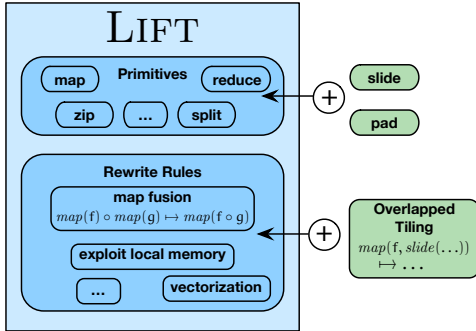 LIFT
Primitives
map
reduce
zip
...
split
+
slide
pad
Rewrite Rules
map fusion
map(f) ∘ map(g) ↦ map(f ∘ g)
exploit local memory
...
vectorization
+
Overlapped
Tiling
map(f, slide(...))
↦ ...